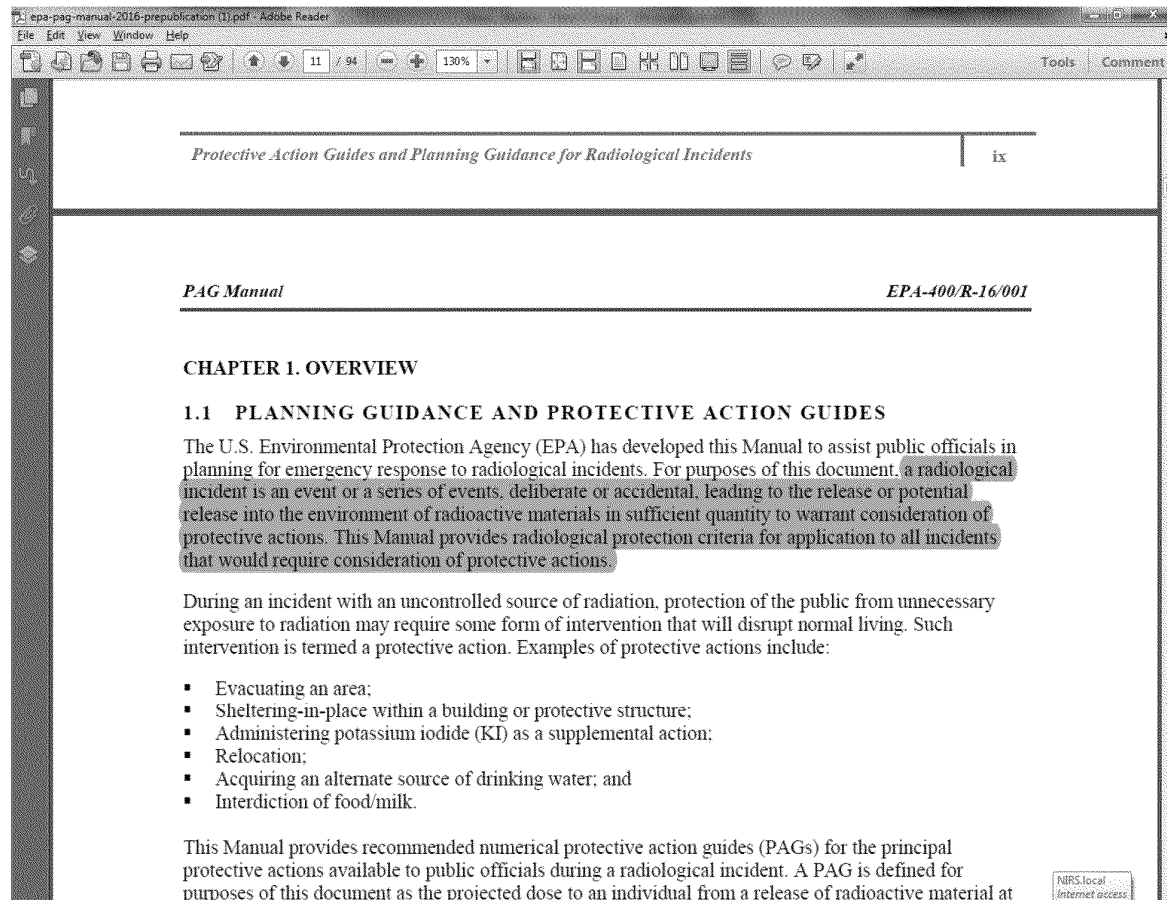 epa-pag-manual-2016-prepublication (1).pdf - Adobe Reader
File Edit View Window Help
11 / 94 130% Tools Comment
Protective Action Guides and Planning Guidance for Radiological Incidents ix
PAG Manual EPA-400/R-16/001
CHAPTER 1. OVERVIEW
1.1 PLANNING GUIDANCE AND PROTECTIVE ACTION GUIDES
The U.S. Environmental Protection Agency (EPA) has developed this Manual to assist public officials in
planning for emergency response to radiological incidents. For purposes of this document, a radiological
incident is an event or a series of events, deliberate or accidental, leading to the release or potential
release into the environment of radioactive materials in sufficient quantity to warrant consideration of
protective actions. This Manual provides radiological protection criteria for application to all incidents
that would require consideration of protective actions.
During an incident with an uncontrolled source of radiation, protection of the public from unnecessary
exposure to radiation may require some form of intervention that will disrupt normal living. Such
intervention is termed a protective action. Examples of protective actions include:
▪ Evacuating an area;
▪ Sheltering-in-place within a building or protective structure;
▪ Administering potassium iodide (KI) as a supplemental action;
▪ Relocation;
▪ Acquiring an alternate source of drinking water; and
▪ Interdiction of food/milk.
This Manual provides recommended numerical protective action guides (PAGs) for the principal
protective actions available to public officials during a radiological incident. A PAG is defined for
purposes of this document as the projected dose to an individual from a release of radioactive material at
NIRS.local
Internet access